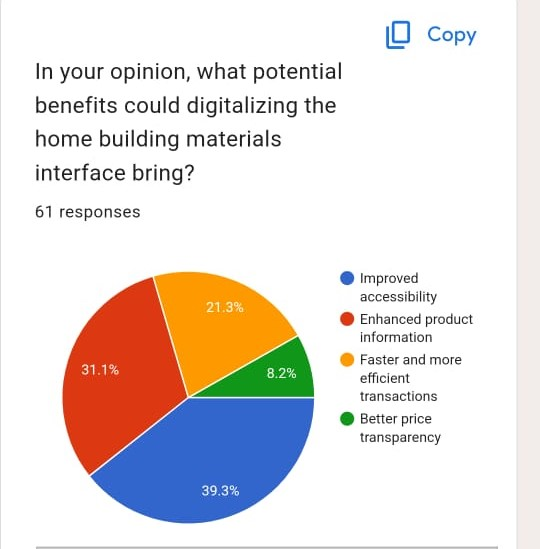 Copy
In your opinion, what potential
benefits could digitalizing the
home building materials
interface bring?
61 responses
21.3%
31.1%
8.2%
39.3%
Improved
accessibility
Enhanced product
information
Faster and more
efficient
transactions
Better price
transparency